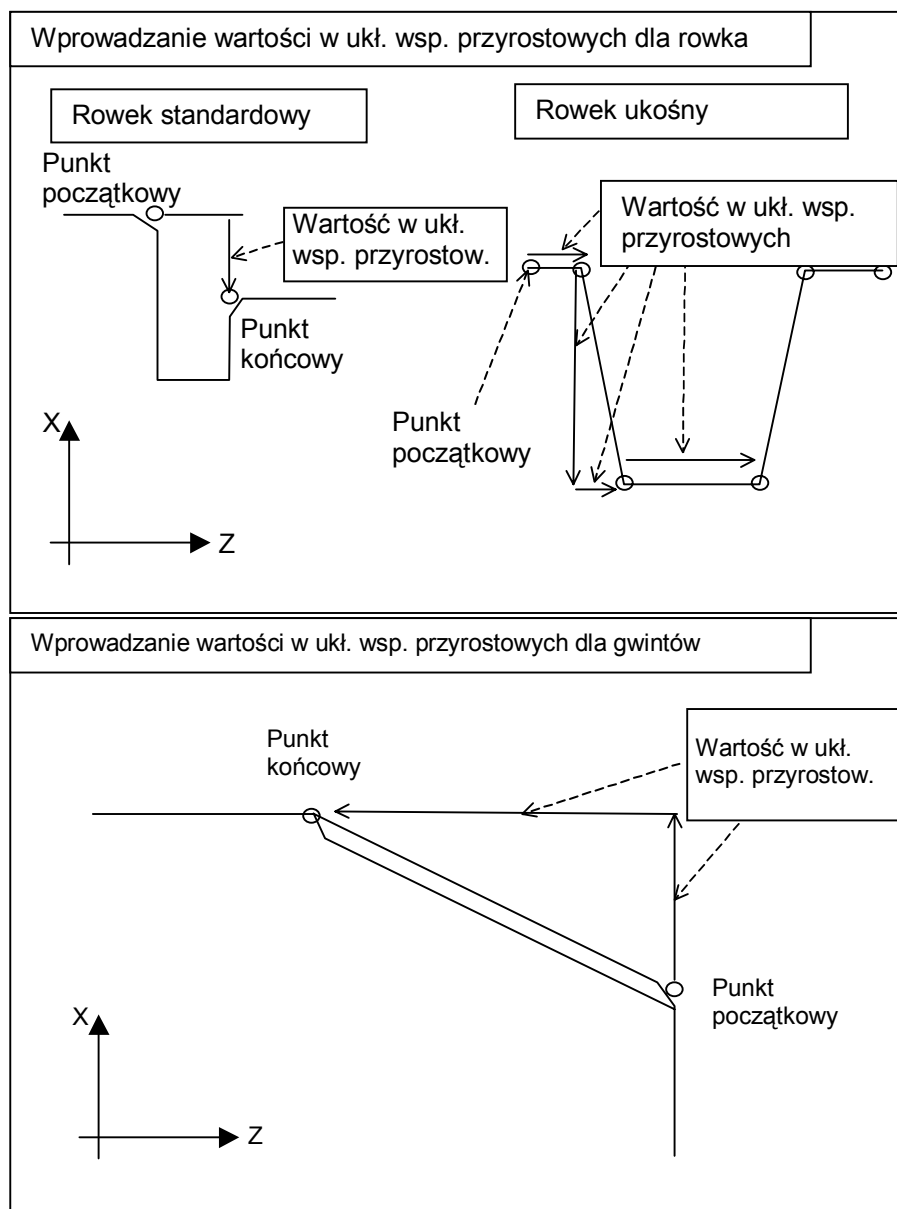 Wprowadzanie wartości w ukł. wsp. przyrostowych dla rowka
Rowek standardowy
Rowek ukośny
Punkt
początkowy
Wartość w ukł.
wsp. przyrostow.
Wartość w ukł. wsp.
przyrostowych
Punkt
końcowy
Punkt
początkowy
X
Z
Wprowadzanie wartości w ukł. wsp. przyrostowych dla gwintów
Punkt
końcowy
Wartość w ukł.
wsp. przyrostow.
Punkt
początkowy
X
Z